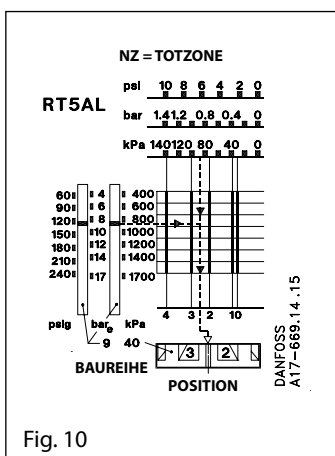 NZ = TOTZONE
RT5AL
psi 10 8 6 4 2 0
bar 1.4 1.2 0.8 0.4 0
kPa 140 120 80 40 0
60 4 400
90 6 600
120 8 800
150 10 1000
180 12 1200
210 14 1400
240 17 1700
4 3 2 10
psig bare kPa
9 40
BAUREIHE
3 2
POSITION
DANFOSS
A17-669.14.15
Fig. 10